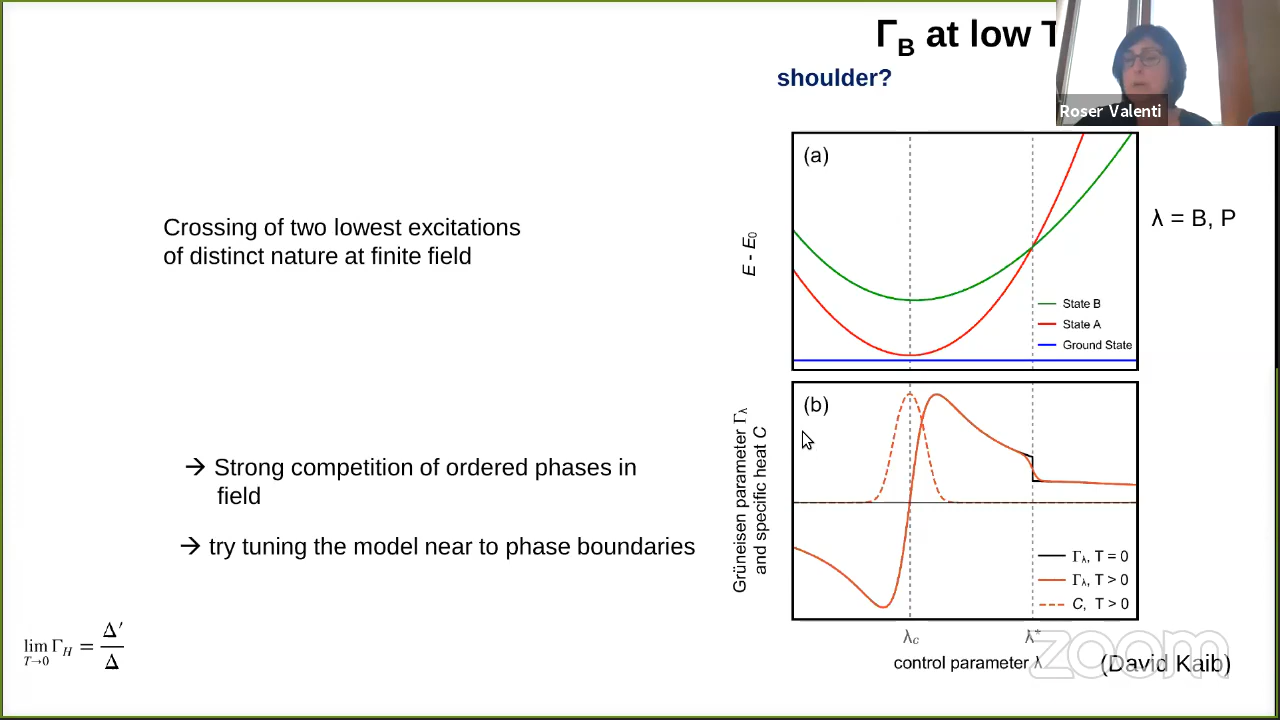 Γ_B at low T
shoulder?
Roser Valenti
Crossing of two lowest excitations
of distinct nature at finite field
→ Strong competition of ordered phases in
field
→ try tuning the model near to phase boundaries
lim_{T→0} Γ_H = Δ′/Δ
(a)
E - E₀
State B
State A
Ground State
λ = B, P
(b)
Grüneisen parameter Γ_λ
and specific heat C
Γ_λ, T = 0
Γ_λ, T > 0
C, T > 0
λ_c
λ*
control parameter λ
(David Kaib)
zoom